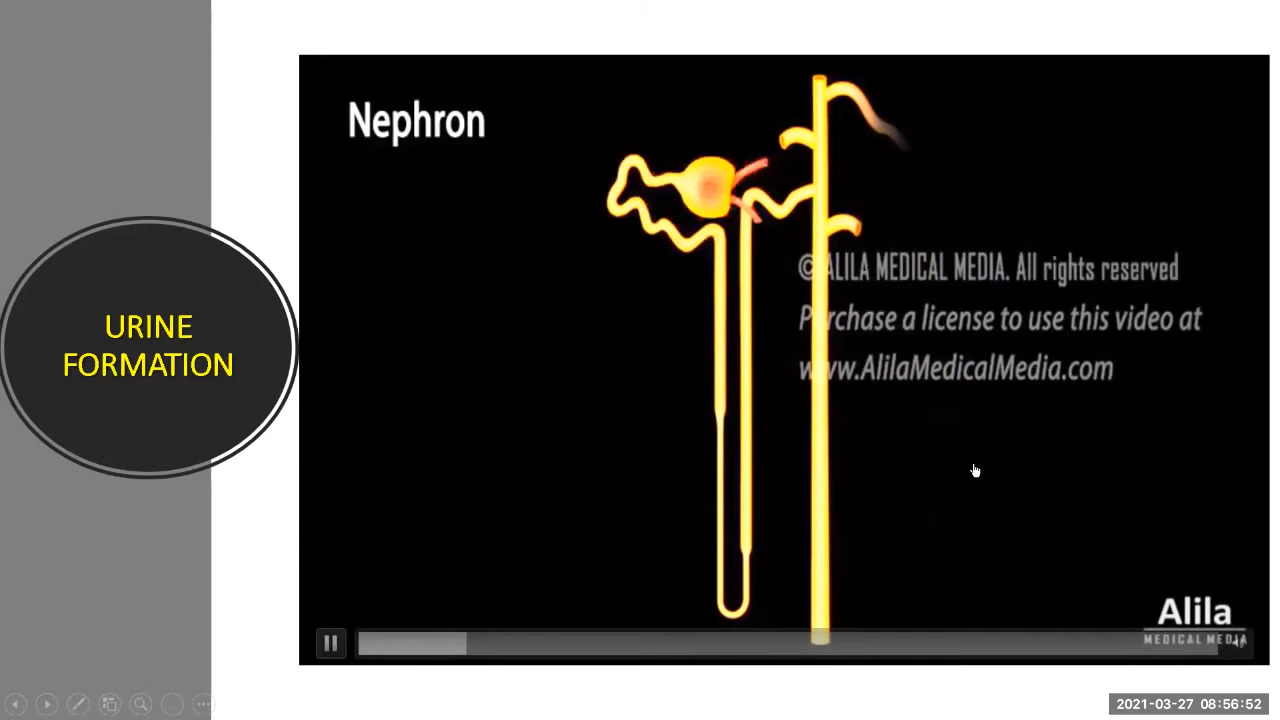 Nephron
© ALILA MEDICAL MEDIA. All rights reserved
Purchase a license to use this video at
www.AlilaMedicalMedia.com
URINE
FORMATION
Alila
MEDICAL MEDIA
2021-03-27 08:56:52